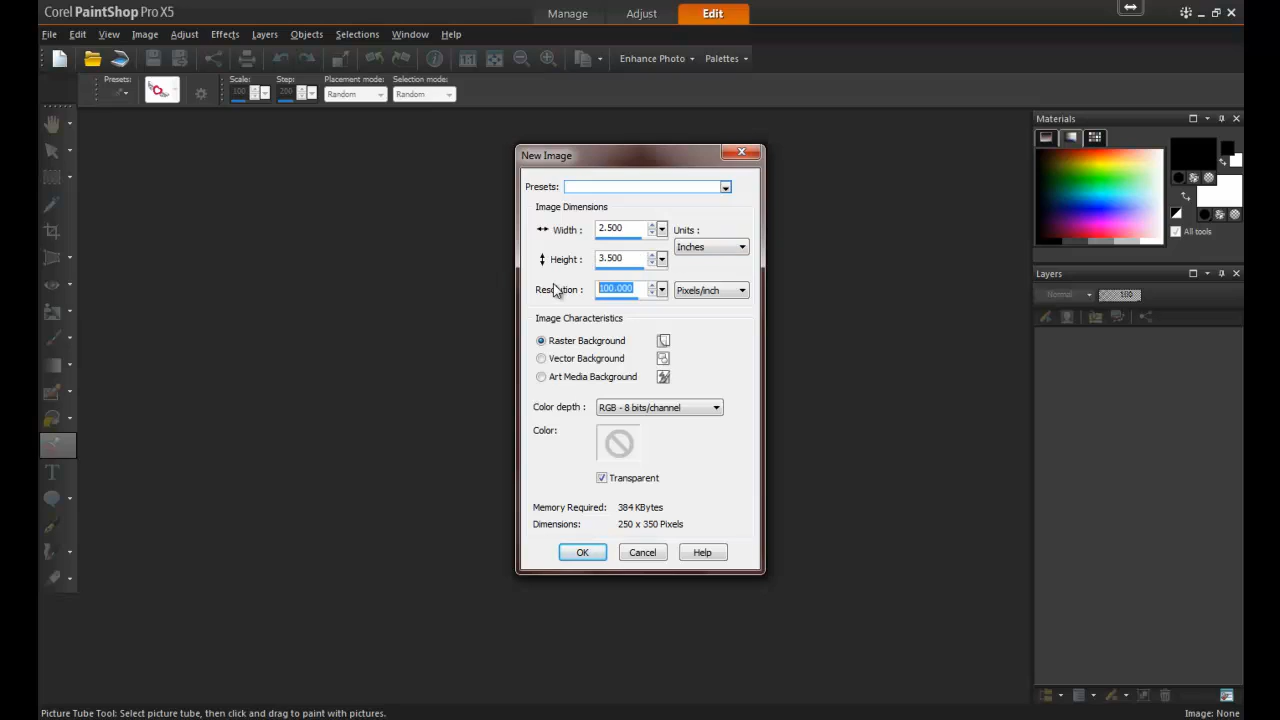 Corel PaintShop Pro X5
Manage
Adjust
Edit
File
Edit
View
Image
Adjust
Effects
Layers
Objects
Selections
Window
Help
Enhance Photo
Palettes
Presets:
Scale:
100
Step:
200
Placement mode:
Random
Selection mode:
Random
New Image
Presets:
Image Dimensions
Width :
2.500
Units :
Inches
Height :
3.500
Resolution :
100.000
Pixels/inch
Image Characteristics
Raster Background
Vector Background
Art Media Background
Color depth :
RGB - 8 bits/channel
Color:
Transparent
Memory Required:
384 KBytes
Dimensions:
250 x 350 Pixels
OK
Cancel
Help
Materials
All tools
Layers
Normal
100
Picture Tube Tool: Select picture tube, then click and drag to paint with pictures.
Image: None